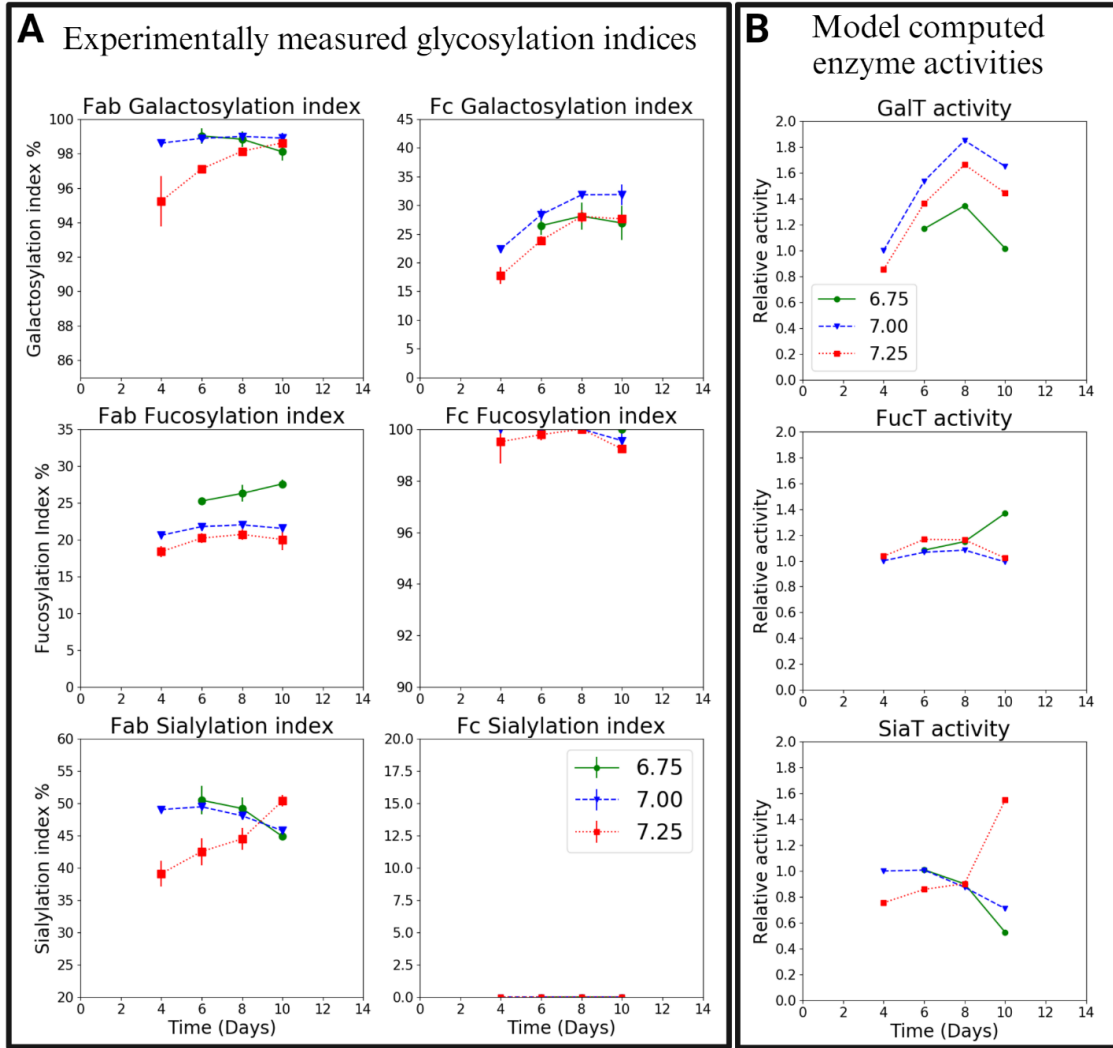 A Experimentally measured glycosylation indices
Fab Galactosylation index
Galactosylation index %
100
98
96
94
92
90
88
86
0 2 4 6 8 10 12 14
Fc Galactosylation index
45
40
35
30
25
20
15
10
5
0
0 2 4 6 8 10 12 14
Fab Fucosylation index
Fucosylation Index %
35
30
25
20
15
10
5
0
0 2 4 6 8 10 12 14
Fc Fucosylation index
100
98
96
94
92
90
0 2 4 6 8 10 12 14
Fab Sialylation index
Sialylation index %
60
55
50
45
40
35
30
25
20
0 2 4 6 8 10 12 14
Time (Days)
Fc Sialylation index
20.0
17.5
15.0
12.5
10.0
7.5
5.0
2.5
0.0
6.75
7.00
7.25
0 2 4 6 8 10 12 14
Time (Days)
B Model computed
enzyme activities
GalT activity
Relative activity
2.0
1.8
1.6
1.4
1.2
1.0
0.8
0.6
0.4
0.2
0.0
6.75
7.00
7.25
0 2 4 6 8 10 12 14
FucT activity
Relative activity
2.0
1.8
1.6
1.4
1.2
1.0
0.8
0.6
0.4
0.2
0.0
0 2 4 6 8 10 12 14
SiaT activity
Relative activity
2.0
1.8
1.6
1.4
1.2
1.0
0.8
0.6
0.4
0.2
0.0
0 2 4 6 8 10 12 14
Time (Days)